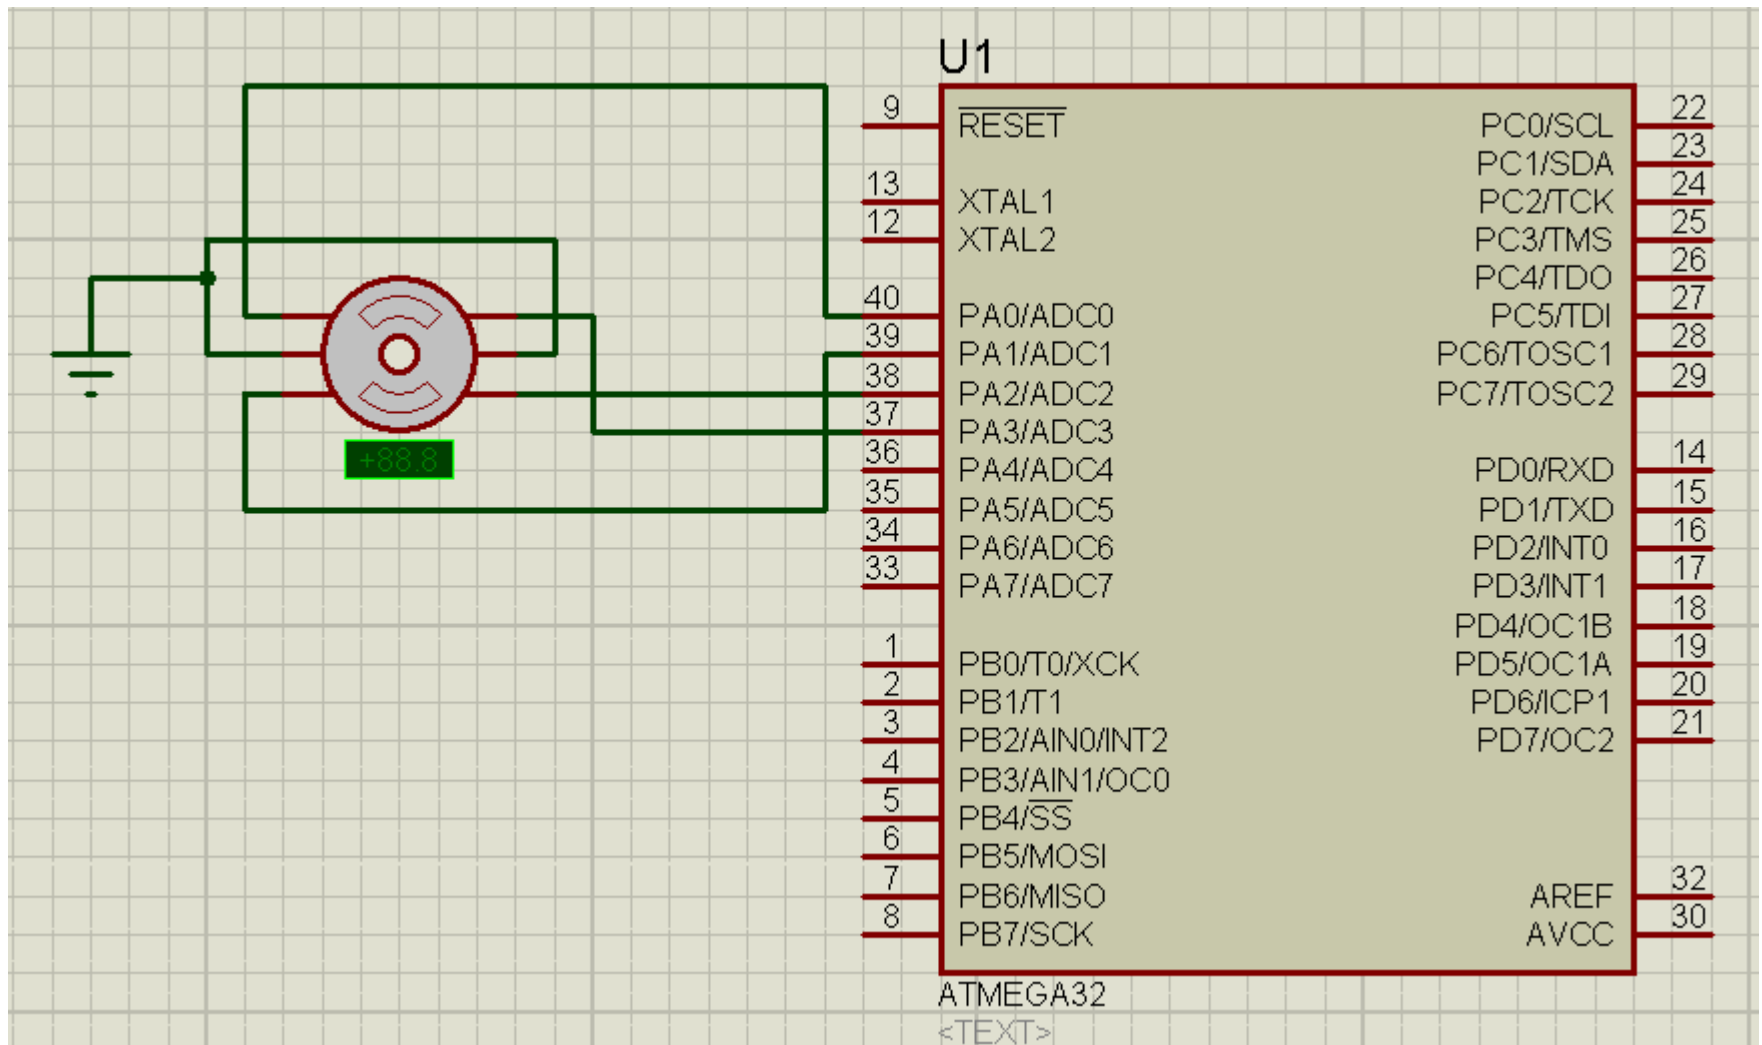 U1
9 RESET
PC0/SCL 22
PC1/SDA 23
13 XTAL1
PC2/TCK 24
12 XTAL2
PC3/TMS 25
PC4/TDO 26
40 PA0/ADC0
PC5/TDI 27
39 PA1/ADC1
PC6/TOSC1 28
38 PA2/ADC2
PC7/TOSC2 29
37 PA3/ADC3
+88.8
36 PA4/ADC4
PD0/RXD 14
35 PA5/ADC5
PD1/TXD 15
34 PA6/ADC6
PD2/INT0 16
33 PA7/ADC7
PD3/INT1 17
PD4/OC1B 18
1 PB0/T0/XCK
PD5/OC1A 19
2 PB1/T1
PD6/ICP1 20
3 PB2/AIN0/INT2
PD7/OC2 21
4 PB3/AIN1/OC0
5 PB4/SS
6 PB5/MOSI
7 PB6/MISO
AREF 32
8 PB7/SCK
AVCC 30
ATMEGA32
<TEXT>